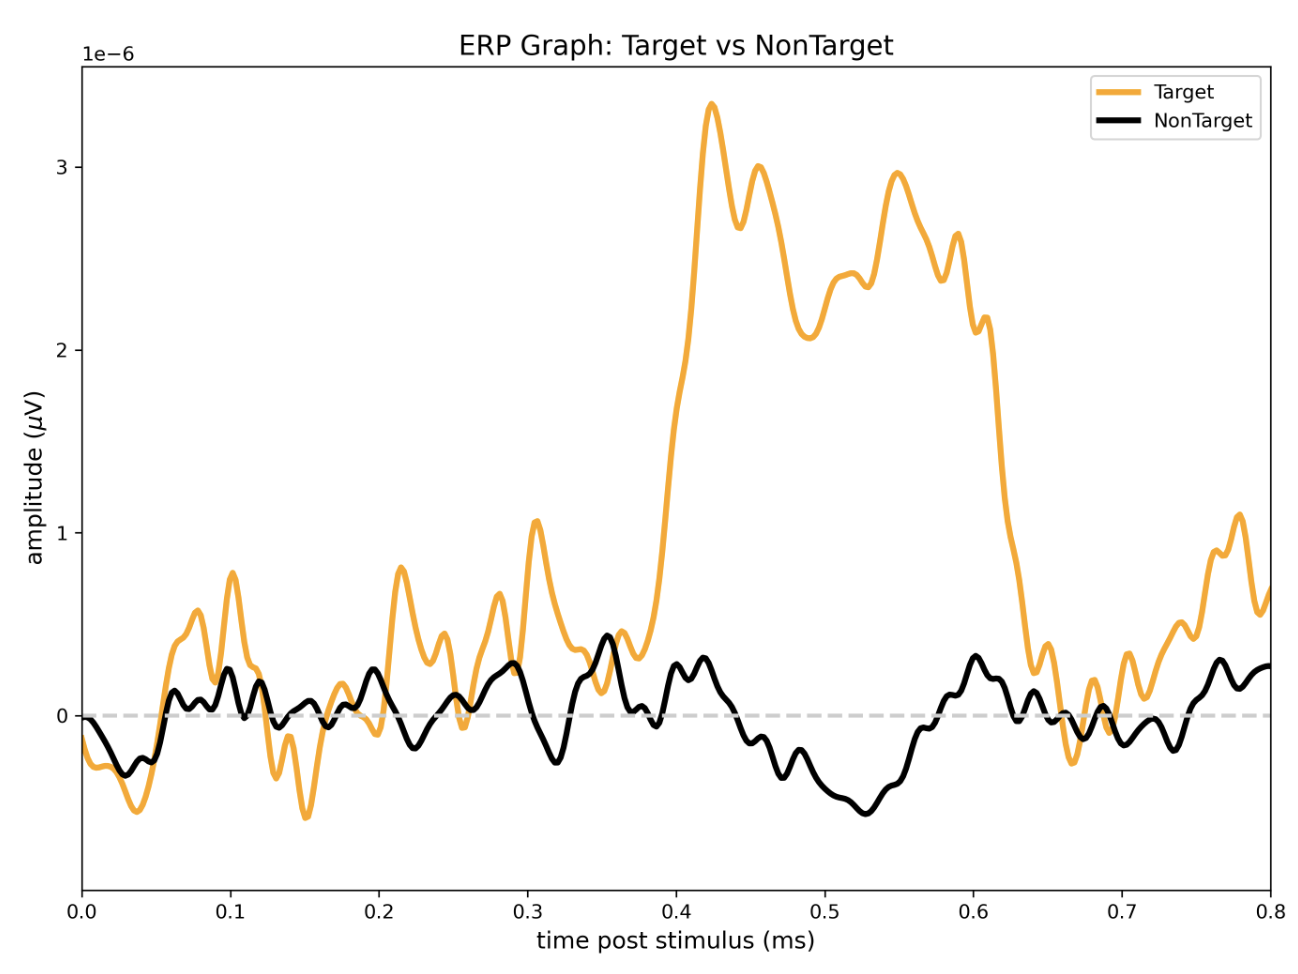 ERP Graph: Target vs NonTarget
1e−6
Target
NonTarget
3
2
1
0
amplitude (μV)
0.0 0.1 0.2 0.3 0.4 0.5 0.6 0.7 0.8
time post stimulus (ms)